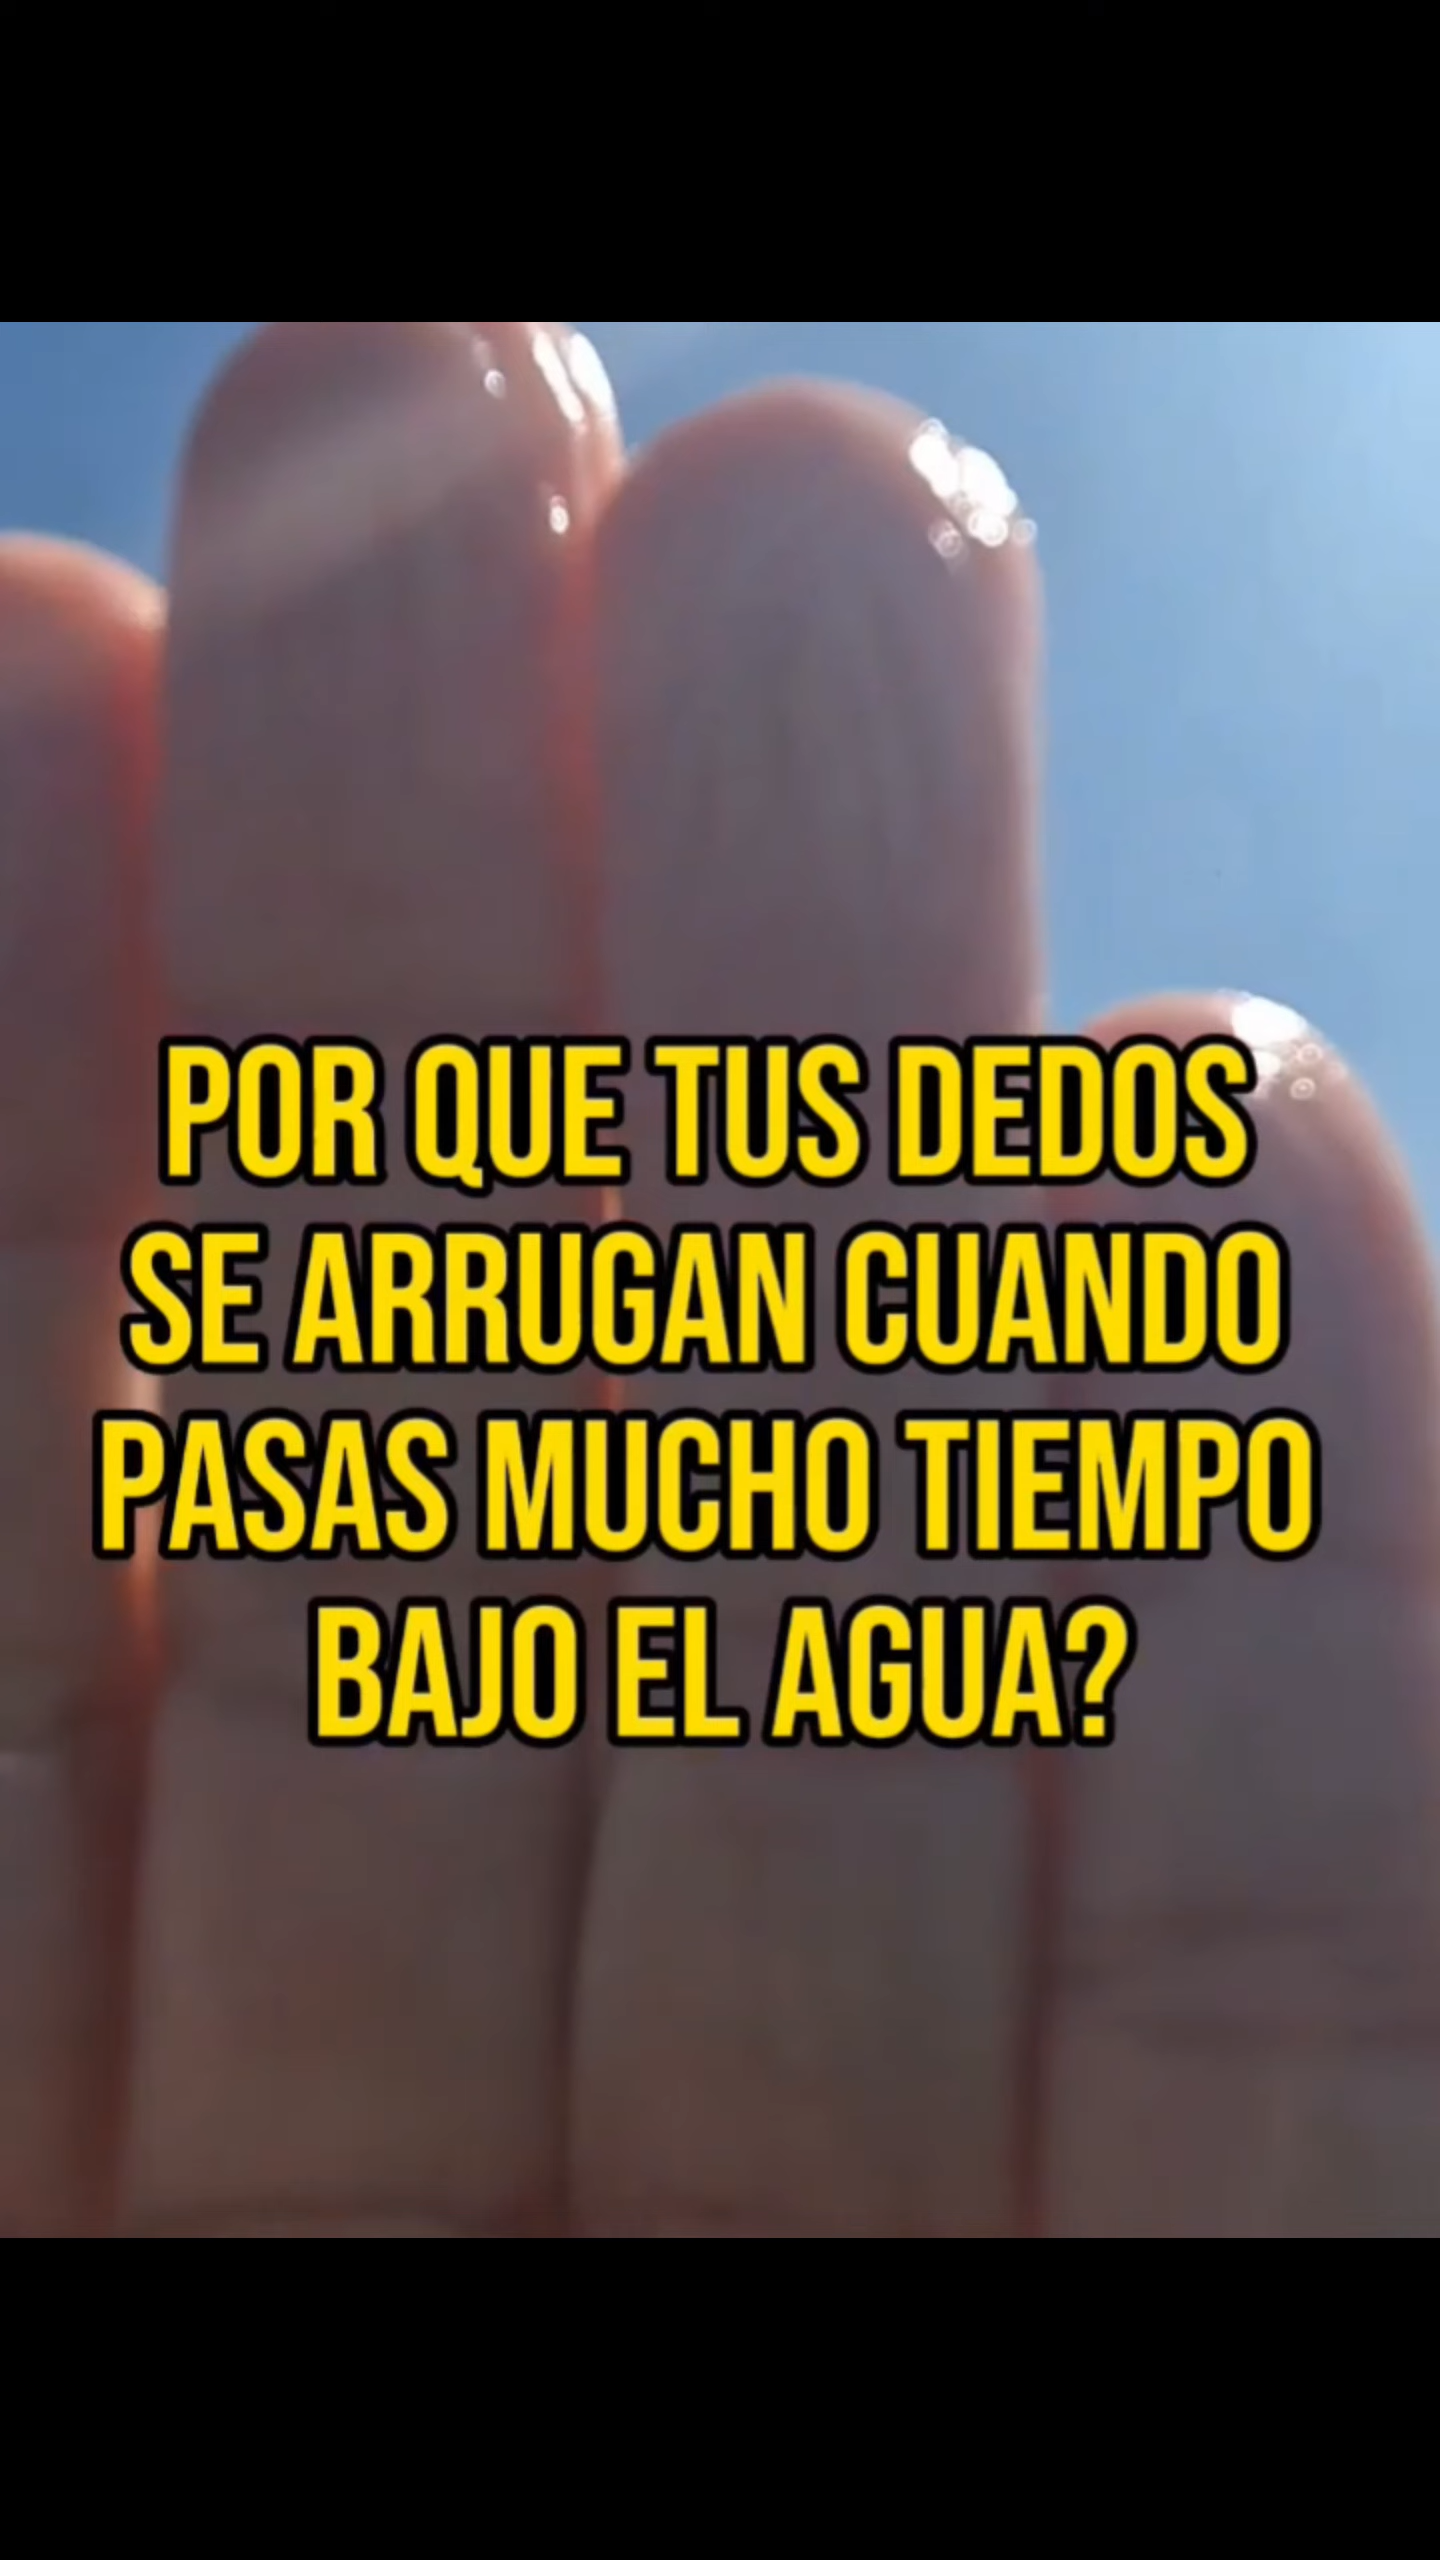 POR QUE TUS DEDOS
SE ARRUGAN CUANDO
PASAS MUCHO TIEMPO
BAJO EL AGUA?